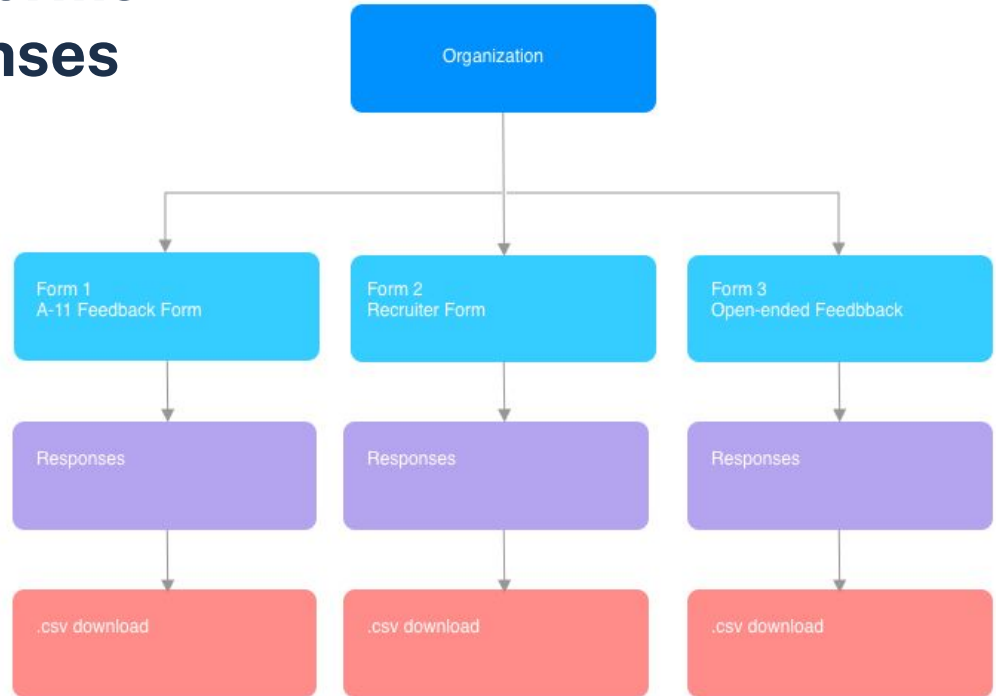 nses
Organization
Form 1
A-11 Feedback Form
Form 2
Recruiter Form
Form 3
Open-ended Feedbback
Responses
Responses
Responses
.csv download
.csv download
.csv download